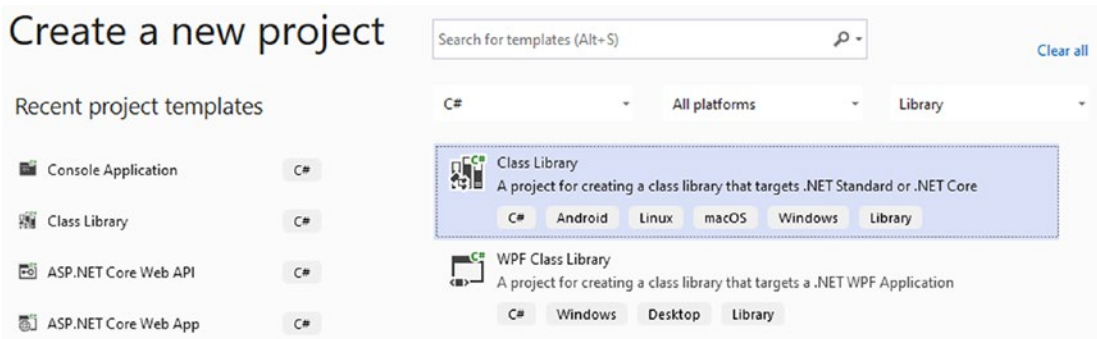 Create a new project
Search for templates (Alt+S)
Clear all
Recent project templates
C#
All platforms
Library
Console Application C#
Class Library C#
ASP.NET Core Web API C#
ASP.NET Core Web App C#
C#
Class Library
A project for creating a class library that targets .NET Standard or .NET Core
C# Android Linux macOS Windows Library
C#
WPF Class Library
A project for creating a class library that targets a .NET WPF Application
C# Windows Desktop Library